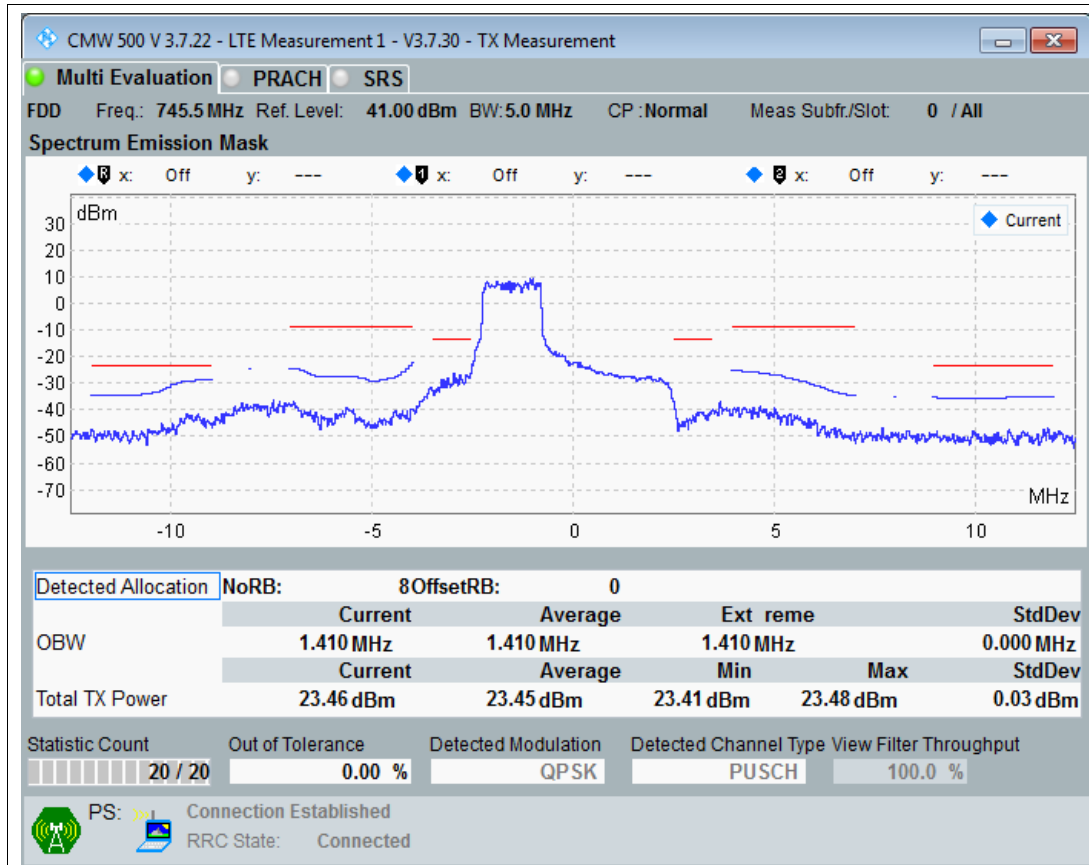 CMW 500 V 3.7.22 - LTE Measurement 1 - V3.7.30 - TX Measurement
Multi Evaluation PRACH SRS
FDD Freq.: 745.5 MHz Ref. Level: 41.00 dBm BW: 5.0 MHz CP : Normal Meas Subfr./Slot: 0 / All
Spectrum Emission Mask
R x: Off y: --- 1 x: Off y: --- 2 x: Off y: ---
dBm
Current
30
20
10
0
-10
-20
-30
-40
-50
-60
-70
MHz
-10 -5 0 5 10
Detected Allocation NoRB: 8 OffsetRB: 0
Current Average Ext reme StdDev
OBW 1.410 MHz 1.410 MHz 1.410 MHz 0.000 MHz
Current Average Min Max StdDev
Total TX Power 23.46 dBm 23.45 dBm 23.41 dBm 23.48 dBm 0.03 dBm
Statistic Count Out of Tolerance Detected Modulation Detected Channel Type View Filter Throughput
20 / 20 0.00 % QPSK PUSCH 100.0 %
PS: Connection Established
RRC State: Connected